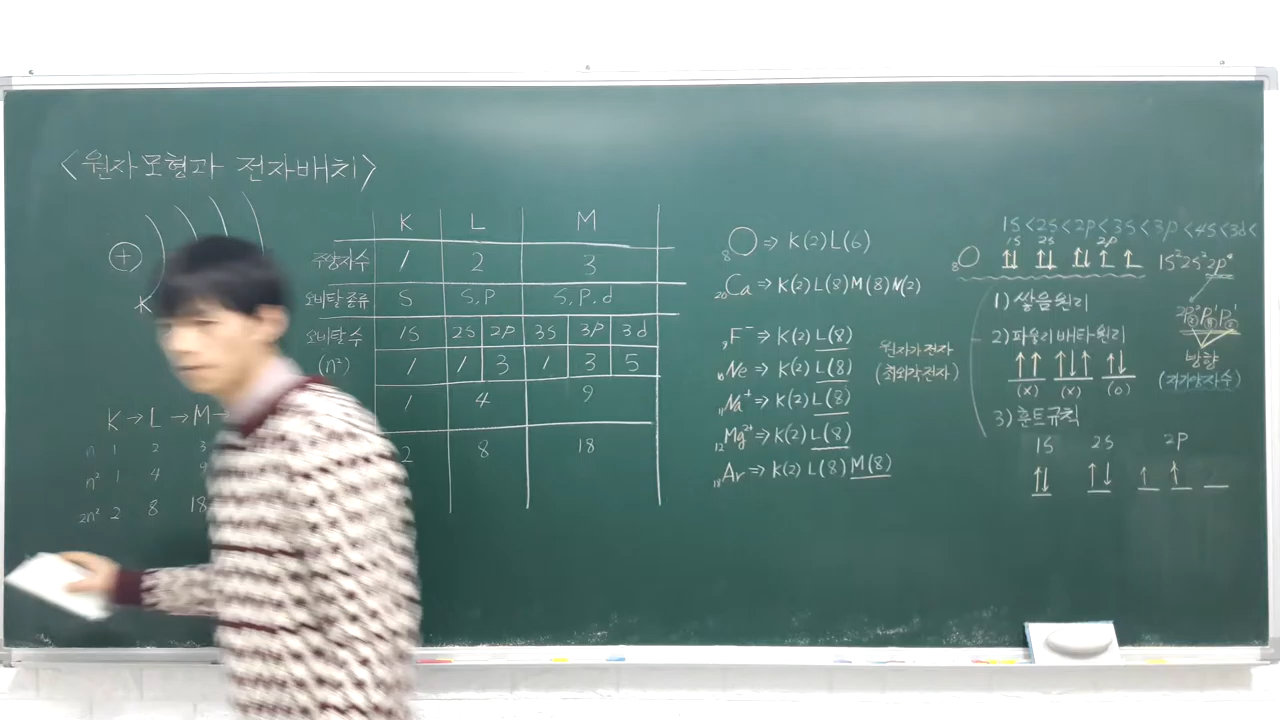 <원자모형과 전자배치>
+
K
K → L → M →
n 1 2 3
n² 1 4 9
2n² 2 8 18
K L M
주양자수 1 2 3
오비탈종류 S S,P S,P,d
오비탈수 1S 2S 2P 3S 3P 3d
(n²) 1 1 3 1 3 5
1 4 9
2 8 18
₈O ⇒ K(2) L(6)
₂₀Ca ⇒ K(2) L(8) M(8) N(2)
₉F⁻ ⇒ K(2) L(8)
₁₀Ne ⇒ K(2) L(8)
₁₁Na⁺ ⇒ K(2) L(8)
₁₂Mg²⁺ ⇒ K(2) L(8)
₁₈Ar ⇒ K(2) L(8) M(8)
원자가전자
(최외각전자)
1S<2S<2P<3S<3P<4S<3d<
1S 2S 2P
₈O ↑↓ ↑↓ ↑↓ ↑ ↑ 1S²2S²2P⁴
1) 쌓음원리
2) 파울리배타원리
↑↑ ↑↓↑ ↑↓
(X) (X) (O)
3) 훈트규칙
1S 2S 2P
↑↓ ↑↓ ↑ ↑
방향
(자기양자수)